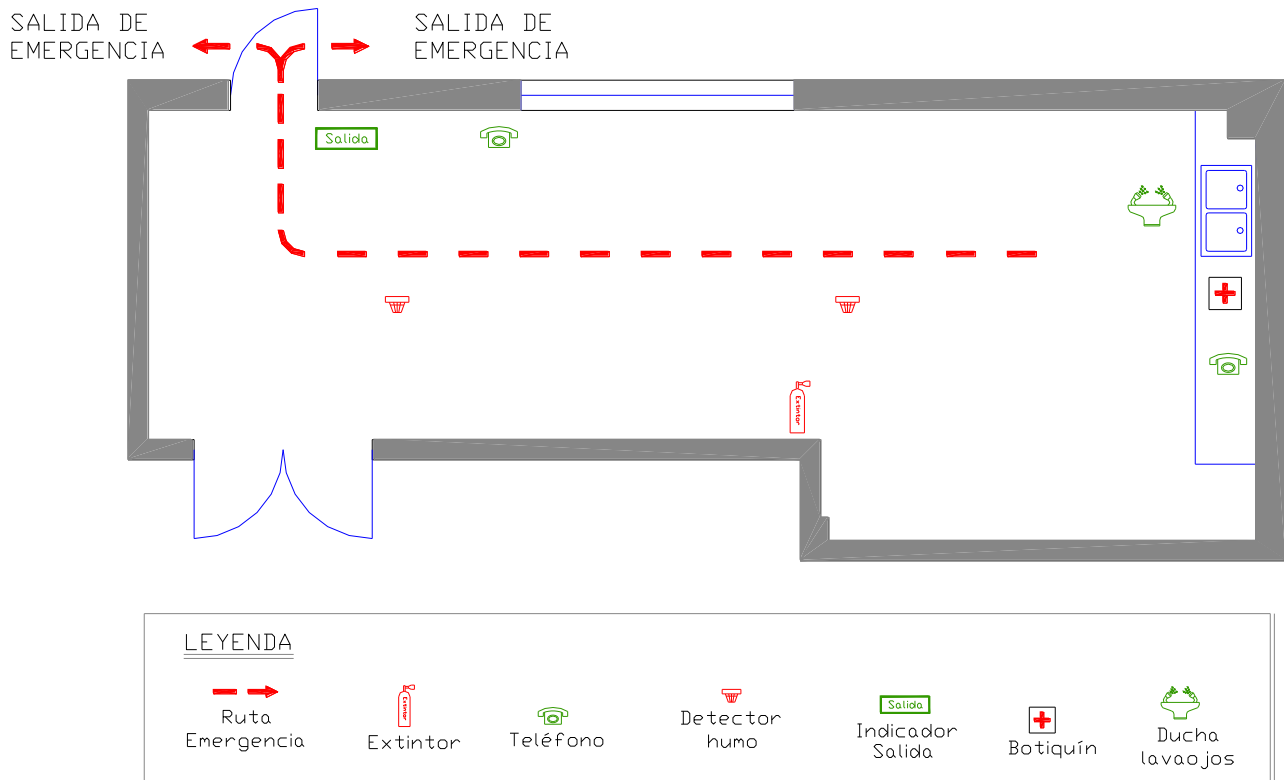 SALIDA DE
EMERGENCIA
SALIDA DE
EMERGENCIA
Salida
Extintor
LEYENDA
Ruta
Emergencia
Extintor
Extintor
Teléfono
Detector
humo
Salida
Indicador
Salida
Botiquín
Ducha
lavaojos